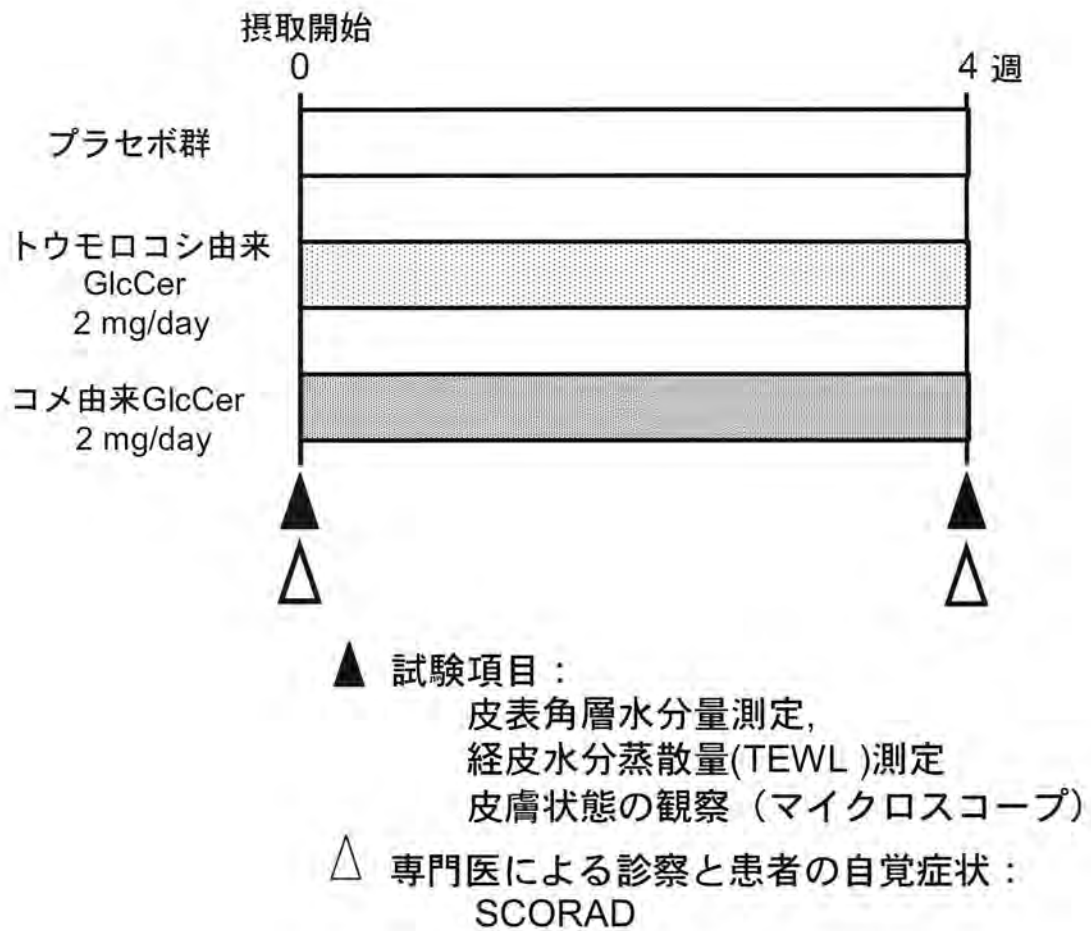 摂取開始
0
4 週
プラセボ群
トウモロコシ由来
GlcCer
2 mg/day
コメ由来GlcCer
2 mg/day
▲ 試験項目：
皮表角層水分量測定,
経皮水分蒸散量(TEWL )測定
皮膚状態の観察（マイクロスコープ）
△ 専門医による診察と患者の自覚症状：
SCORAD